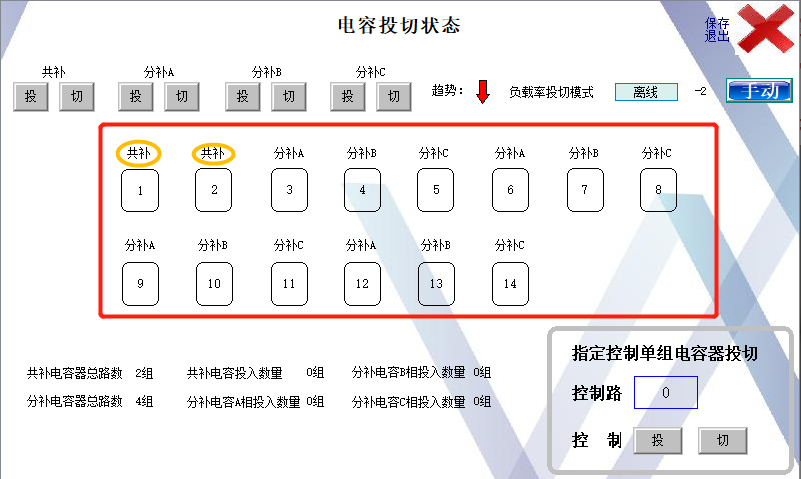 电容投切状态
保存
退出
共补 分补A 分补B 分补C
投 切 投 切 投 切 投 切
趋势： 负载率投切模式 离线 -2 手动
共补 共补 分补A 分补B 分补C 分补A 分补B 分补C
1 2 3 4 5 6 7 8
分补A 分补B 分补C 分补A 分补B 分补C
9 10 11 12 13 14
共补电容器总路数 2组 共补电容投入数量 0组 分补电容B相投入数量 0组
分补电容器总路数 4组 分补电容A相投入数量 0组 分补电容C相投入数量 0组
指定控制单组电容器投切
控制路 0
控 制 投 切